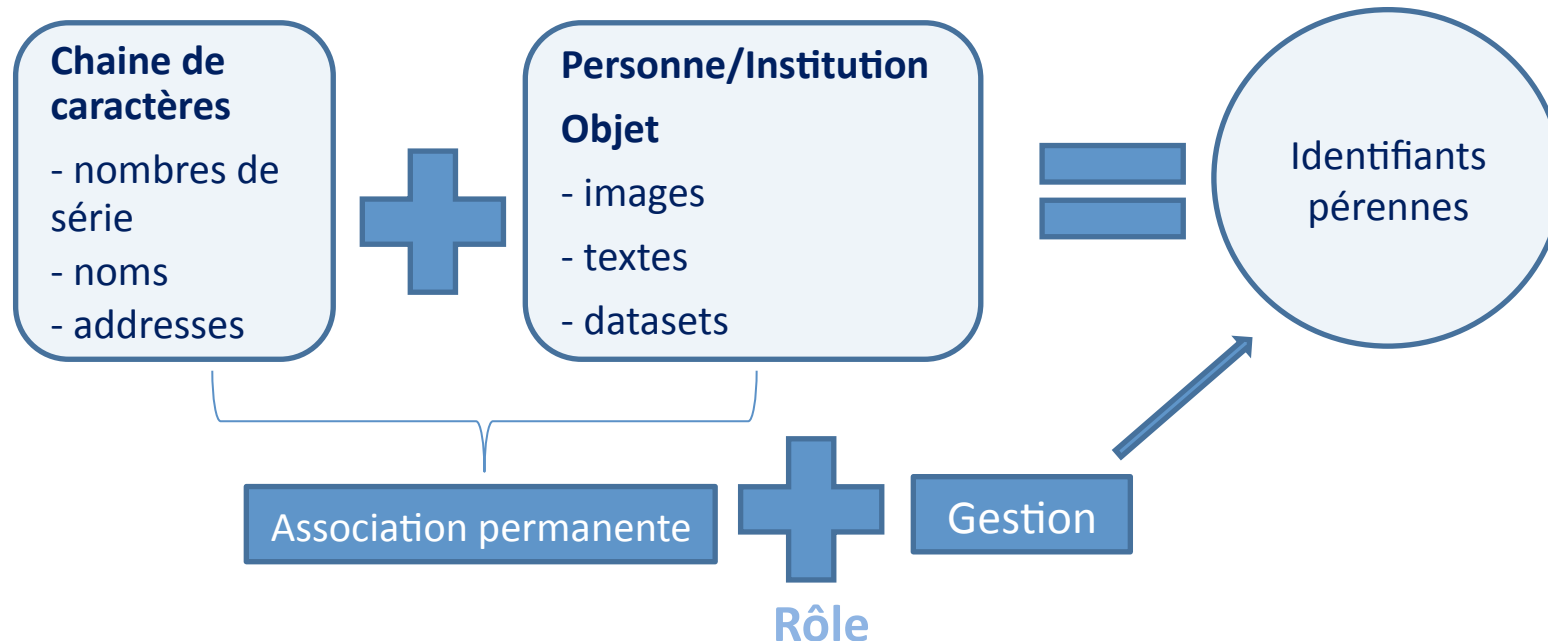 Chaine de
caractères
- nombres de
série
- noms
- addresses
Personne/Institution
Objet
- images
- textes
- datasets
Identifiants
pérennes
Association permanente
Gestion
Rôle